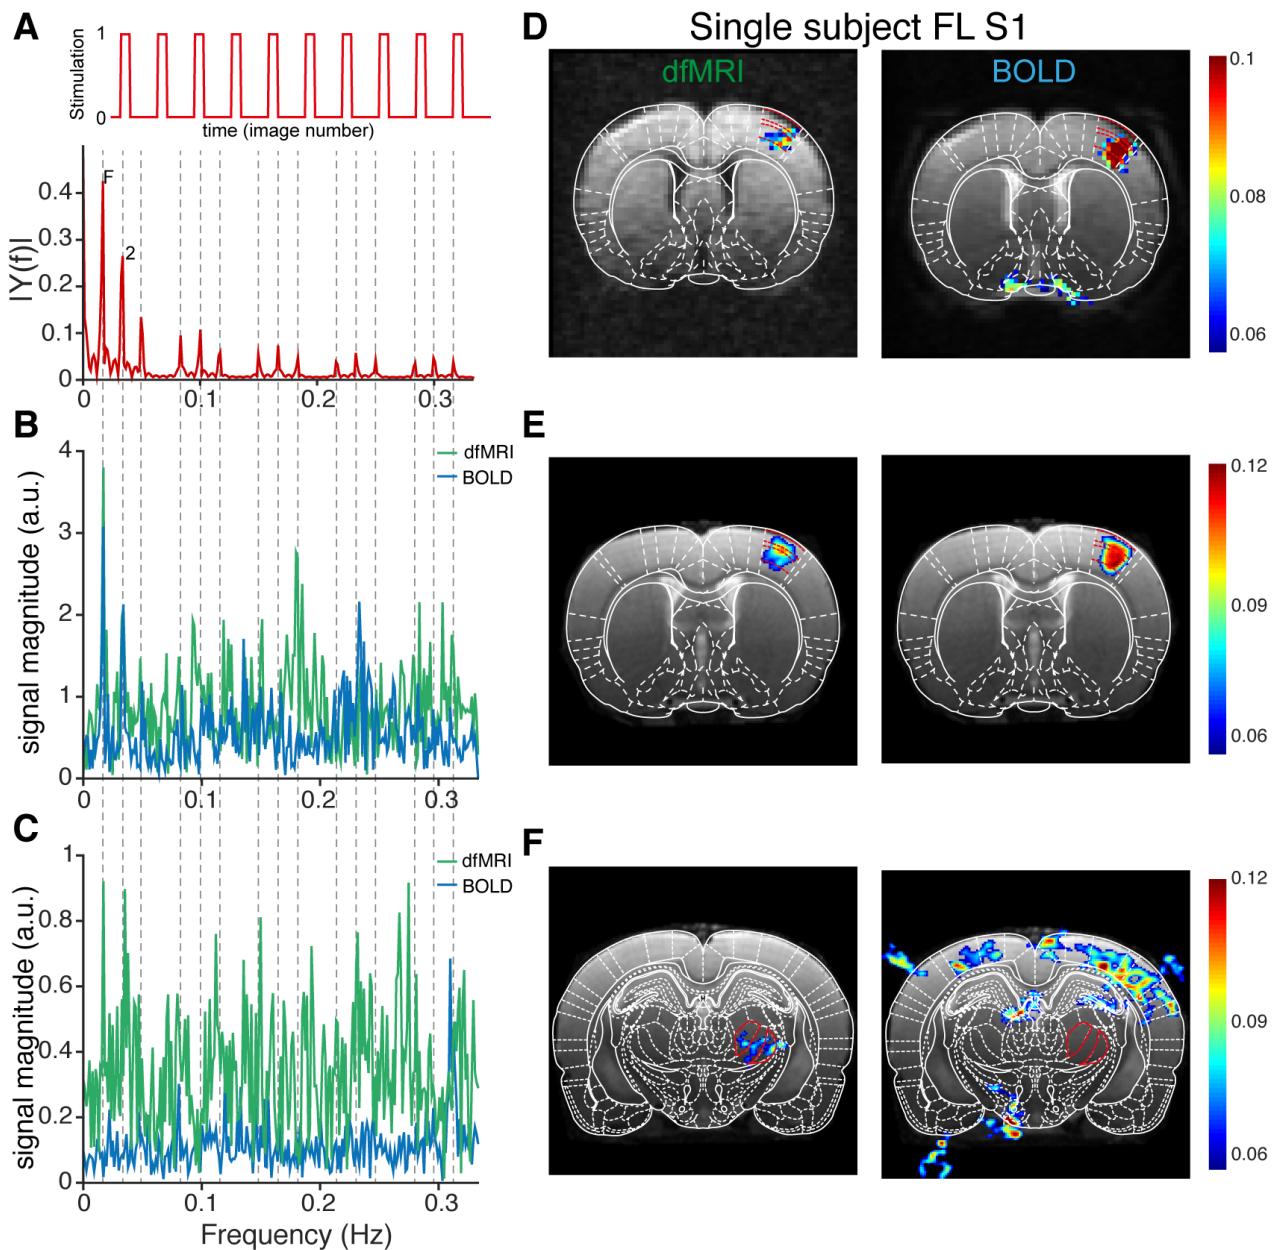 A
Stimulation
1
0
time (image number)
|Y(f)|
0.4
0.3
0.2
0.1
0
F
2
0
0.1
0.2
0.3
B
signal magnitude (a.u.)
4
3
2
1
0
dfMRI
BOLD
0
0.1
0.2
0.3
C
signal magnitude (a.u.)
1
0.8
0.6
0.4
0.2
0
dfMRI
BOLD
0
0.1
0.2
0.3
Frequency (Hz)
D
Single subject FL S1
dfMRI
BOLD
0.1
0.08
0.06
E
0.12
0.09
0.06
F
0.12
0.09
0.06